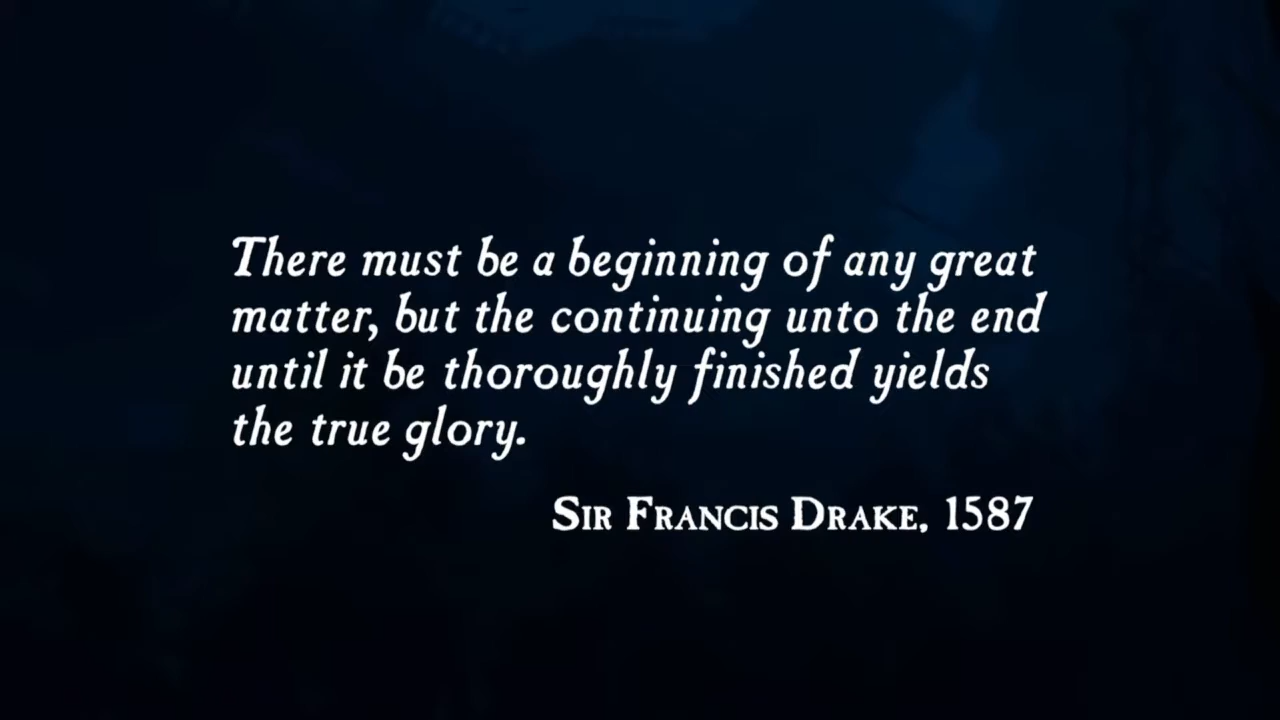 There must be a beginning of any great
matter, but the continuing unto the end
until it be thoroughly finished yields
the true glory.
SIR FRANCIS DRAKE, 1587